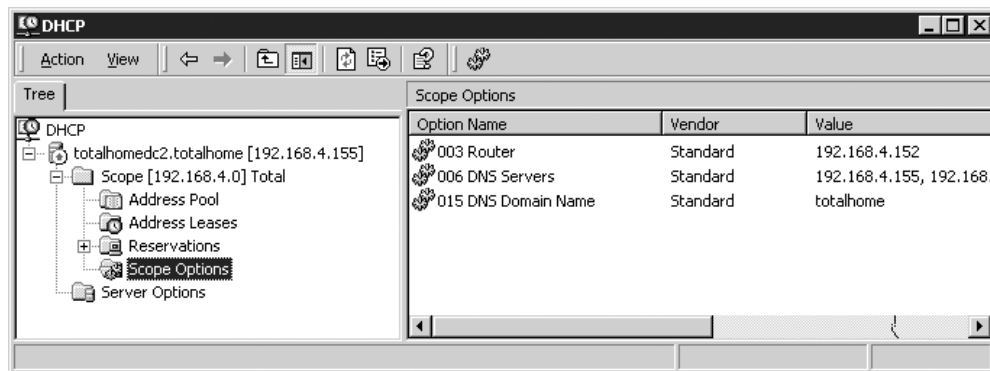 DHCP
Action View
Tree
Scope Options
DHCP
totalhomedc2.totalhome [192.168.4.155]
Scope [192.168.4.0] Total
Address Pool
Address Leases
Reservations
Scope Options
Server Options
Option Name Vendor Value
003 Router Standard 192.168.4.152
006 DNS Servers Standard 192.168.4.155, 192.168.
015 DNS Domain Name Standard totalhome